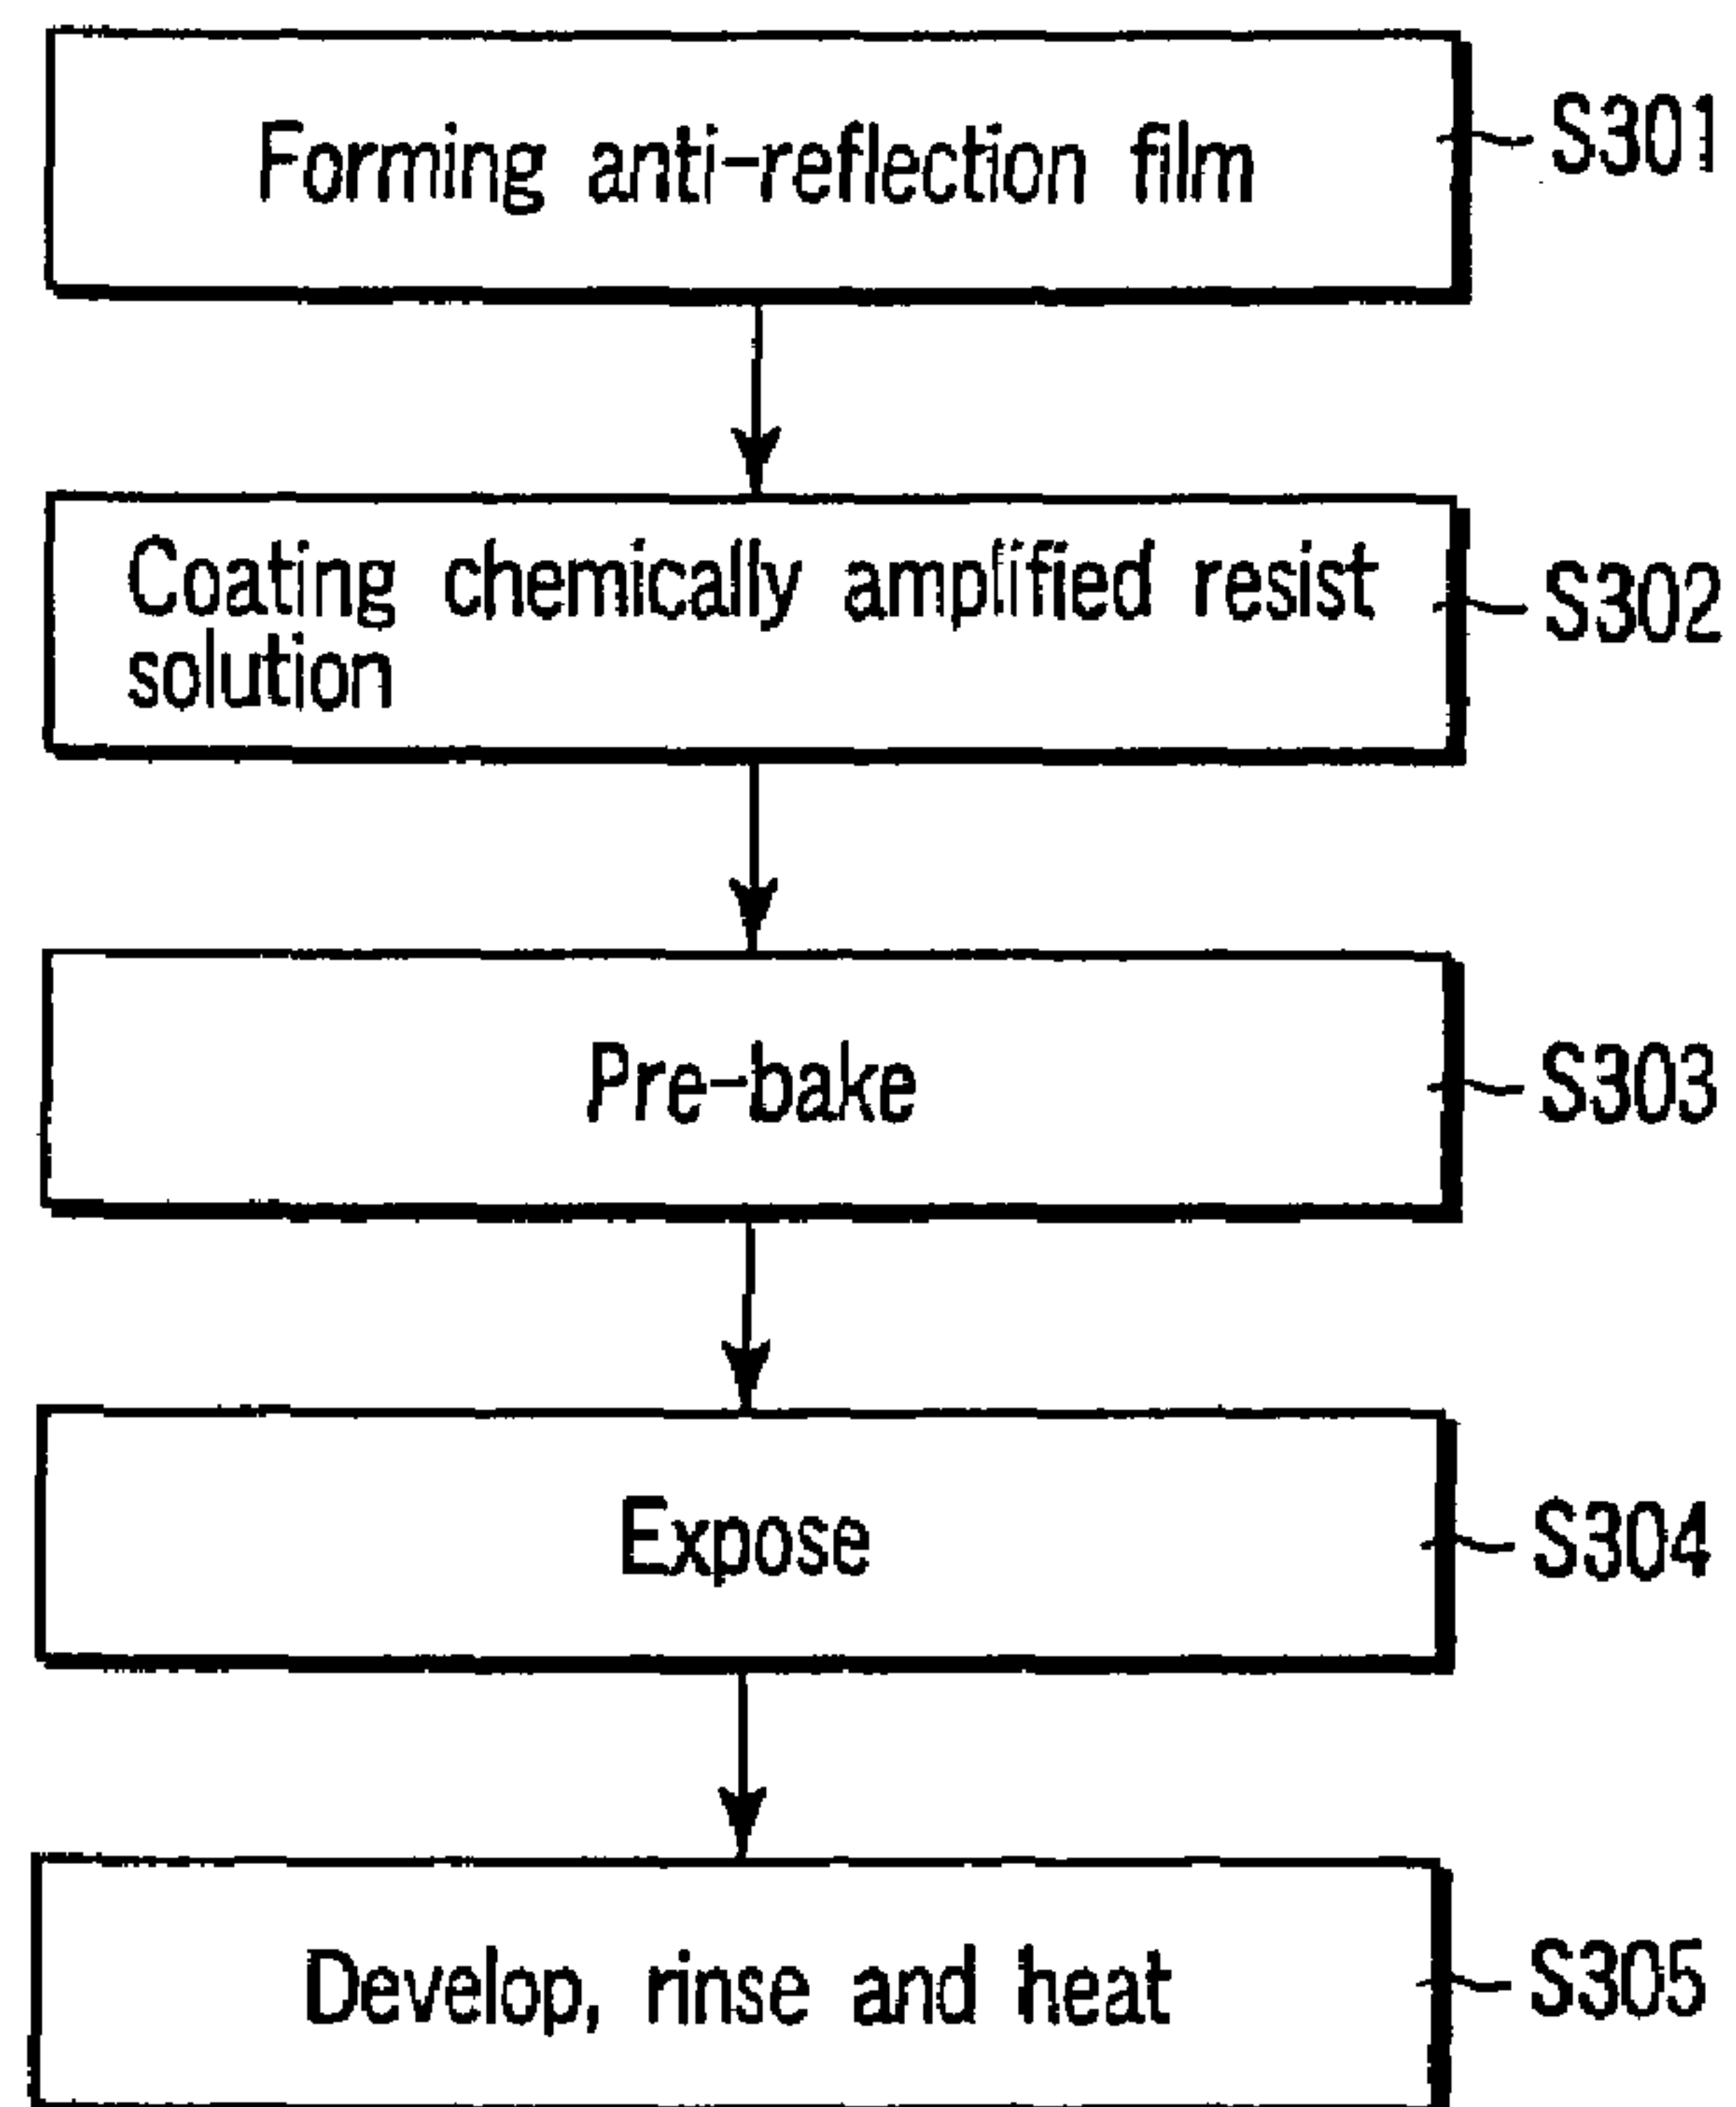 Forming anti-reflection film
S301
Coating chemically amplified resist
solution
S302
Pre-bake
S303
Expose
S304
Develop, rinse and heat
S305